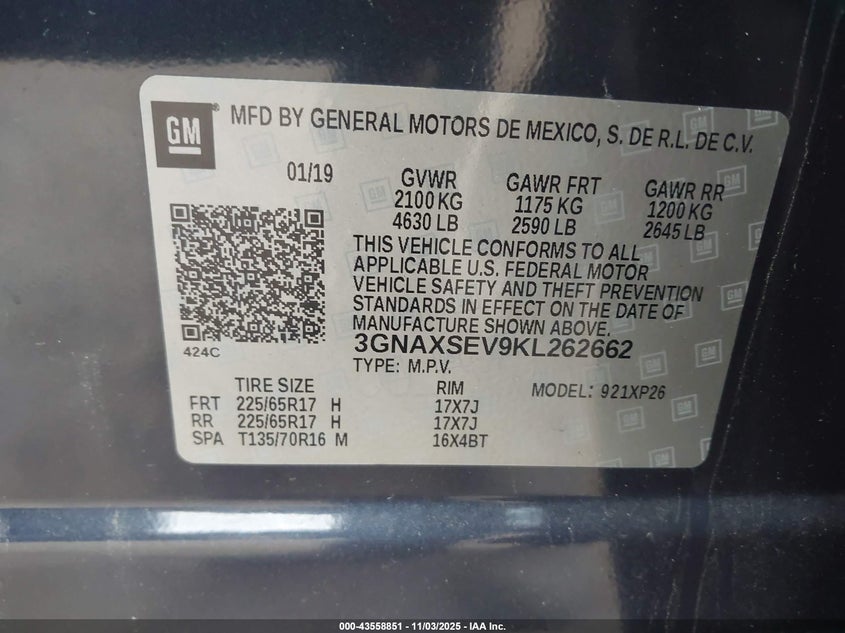 GM ® MFD BY GENERAL MOTORS DE MEXICO, S. DE R.L. DE C.V.
01/19 GVWR GAWR FRT GAWR RR
2100 KG 1175 KG 1200 KG
4630 LB 2590 LB 2645 LB
THIS VEHICLE CONFORMS TO ALL
APPLICABLE U.S. FEDERAL MOTOR
VEHICLE SAFETY AND THEFT PREVENTION
STANDARDS IN EFFECT ON THE DATE OF
MANUFACTURE SHOWN ABOVE.
424C 3GNAXSEV9KL262662
TYPE: M.P.V.
TIRE SIZE RIM MODEL: 921XP26
FRT 225/65R17 H 17X7J
RR 225/65R17 H 17X7J
SPA T135/70R16 M 16X4BT
000-43558851 - 11/03/2025 - IAA Inc.